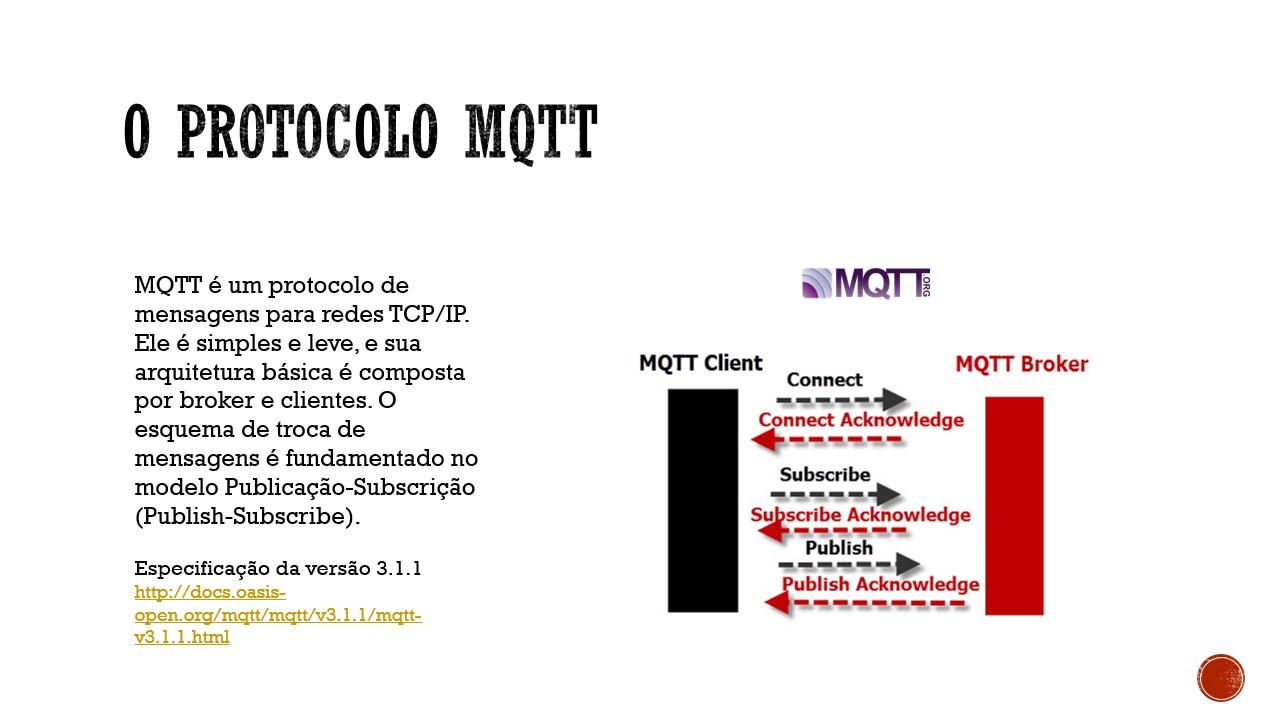 O PROTOCOLO MQTT
MQTT é um protocolo de
mensagens para redes TCP/IP.
Ele é simples e leve, e sua
arquitetura básica é composta
por broker e clientes. O
esquema de troca de
mensagens é fundamentado no
modelo Publicação-Subscrição
(Publish-Subscribe).
Especificação da versão 3.1.1
http://docs.oasis-
open.org/mqtt/mqtt/v3.1.1/mqtt-
v3.1.1.html
MQTT.ORG
MQTT Client
MQTT Broker
Connect
Connect Acknowledge
Subscribe
Subscribe Acknowledge
Publish
Publish Acknowledge